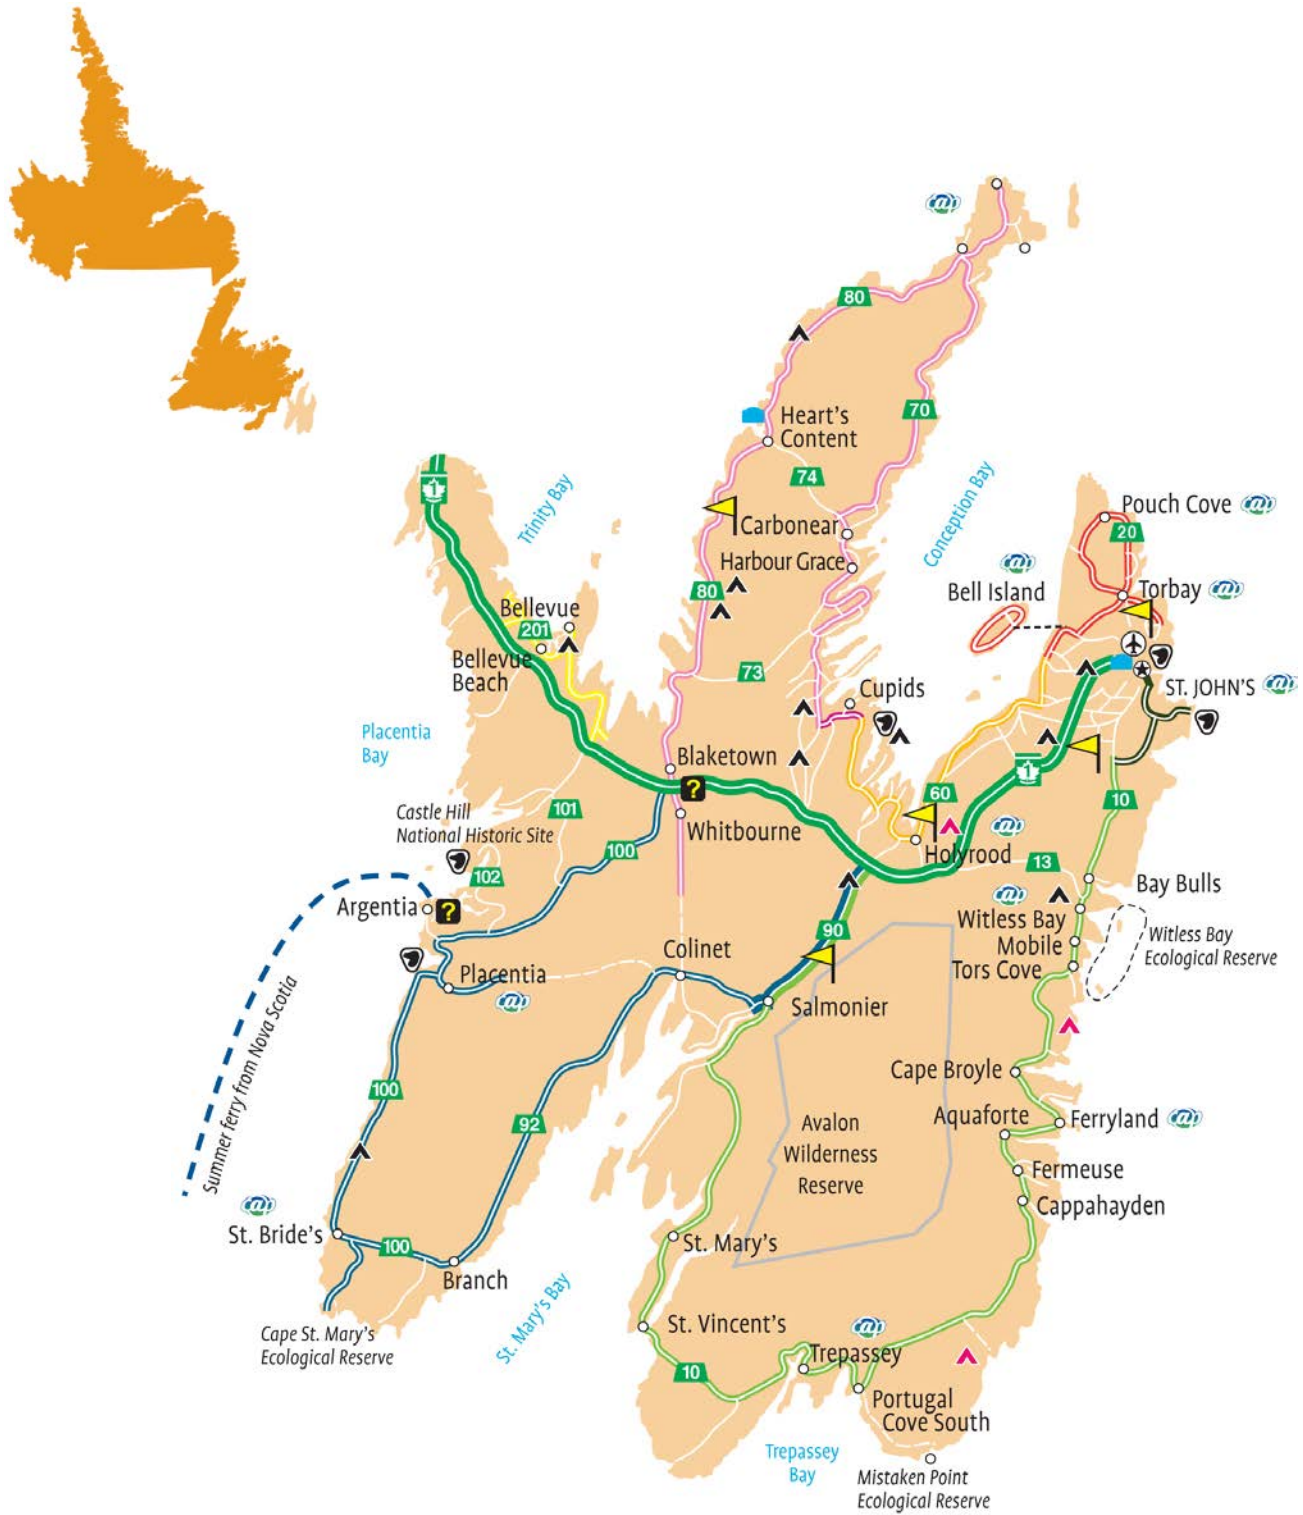 80
Heart's
Content
70
74
1
Trinity Bay
Conception Bay
Carbonear
Pouch Cove
20
Harbour Grace
Bell Island
Torbay
80
Bellevue
201
Bellevue
Beach
73
Cupids
ST. JOHN'S
Placentia
Bay
Blaketown
1
60
10
101
Castle Hill
National Historic Site
?
Whitbourne
100
Holyrood
13
102
Bay Bulls
Argentia
?
90
Witless Bay
Mobile
Tors Cove
Witless Bay
Ecological Reserve
Colinet
Placentia
Salmonier
Summer ferry from Nova Scotia
100
Cape Broyle
92
Aquaforte
Ferryland
Avalon
Wilderness
Reserve
Fermeuse
Cappahayden
St. Bride's
100
St. Mary's
Branch
St. Mary's Bay
Cape St. Mary's
Ecological Reserve
St. Vincent's
Trepassey
10
Portugal
Cove South
Trepassey
Bay
Mistaken Point
Ecological Reserve